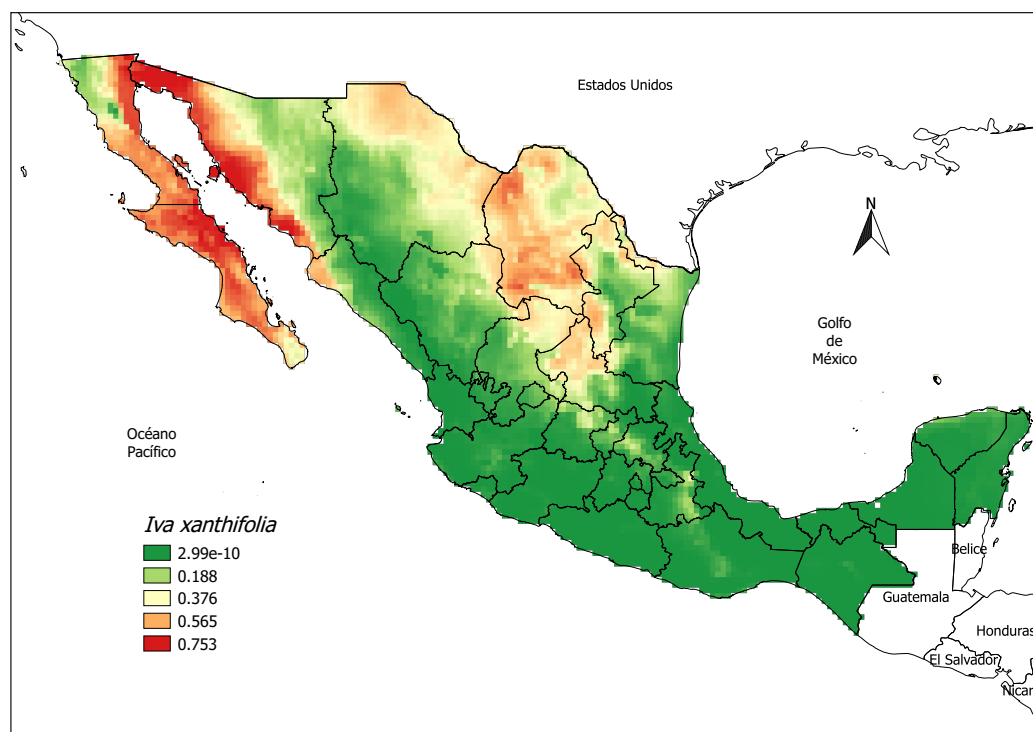 Estados Unidos
N
Golfo
de
México
Océano
Pacífico
Iva xanthifolia
2.99e-10
0.188
0.376
0.565
0.753
Belice
Guatemala
Honduras
El Salvador
Nicar